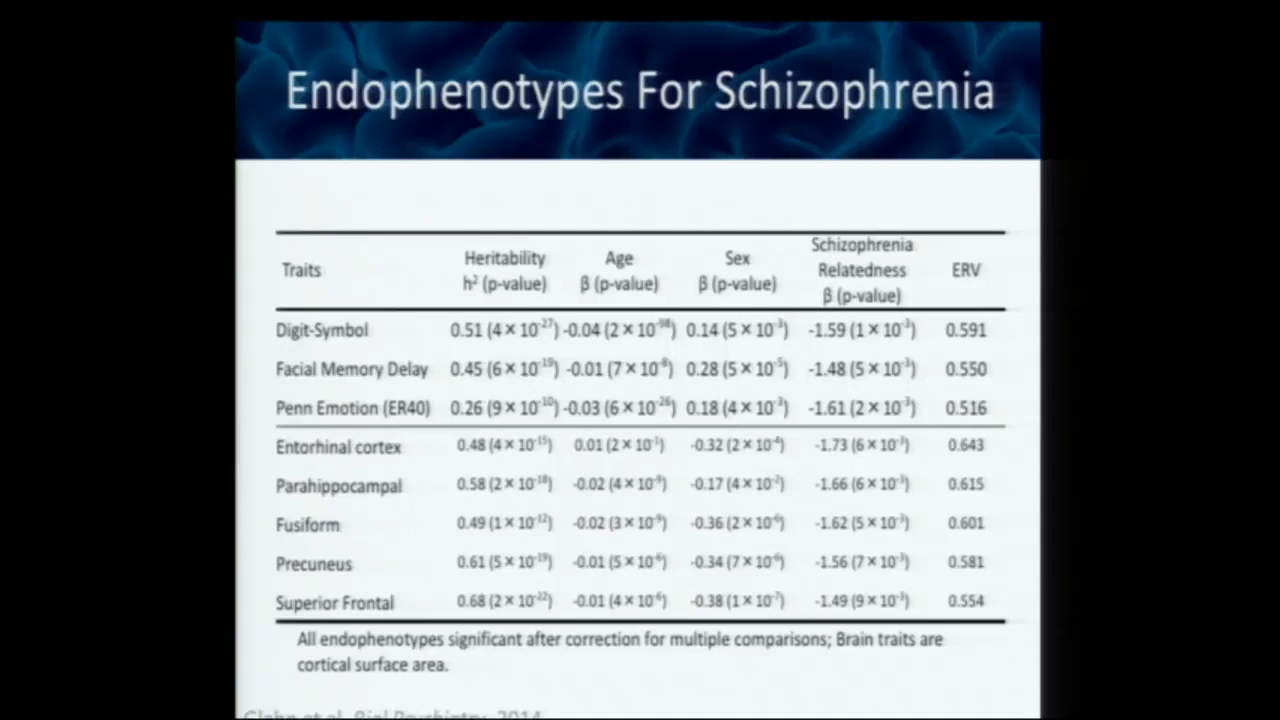 Endophenotypes For Schizophrenia
Traits Heritability h² (p-value) Age β (p-value) Sex β (p-value) Schizophrenia Relatedness β (p-value) ERV
Digit-Symbol 0.51 (4 × 10⁻²⁷) -0.04 (2 × 10⁻⁹⁸) 0.14 (5 × 10⁻³) -1.59 (1 × 10⁻³) 0.591
Facial Memory Delay 0.45 (6 × 10⁻¹⁹) -0.01 (7 × 10⁻⁸) 0.28 (5 × 10⁻⁵) -1.48 (5 × 10⁻³) 0.550
Penn Emotion (ER40) 0.26 (9 × 10⁻¹⁰) -0.03 (6 × 10⁻²⁶) 0.18 (4 × 10⁻³) -1.61 (2 × 10⁻³) 0.516
Entorhinal cortex 0.48 (4 × 10⁻¹⁵) 0.01 (2 × 10⁻¹) -0.32 (2 × 10⁻⁴) -1.73 (6 × 10⁻³) 0.643
Parahippocampal 0.58 (2 × 10⁻¹⁸) -0.02 (4 × 10⁻⁹) -0.17 (4 × 10⁻²) -1.66 (6 × 10⁻³) 0.615
Fusiform 0.49 (1 × 10⁻¹²) -0.02 (3 × 10⁻⁹) -0.36 (2 × 10⁻⁶) -1.62 (5 × 10⁻³) 0.601
Precuneus 0.61 (5 × 10⁻¹⁹) -0.01 (5 × 10⁻⁶) -0.34 (7 × 10⁻⁶) -1.56 (7 × 10⁻³) 0.581
Superior Frontal 0.68 (2 × 10⁻²²) -0.01 (4 × 10⁻⁶) -0.38 (1 × 10⁻⁷) -1.49 (9 × 10⁻³) 0.554
All endophenotypes significant after correction for multiple comparisons; Brain traits are
cortical surface area.
Glahn et al, Biol Psychiatry, 2014